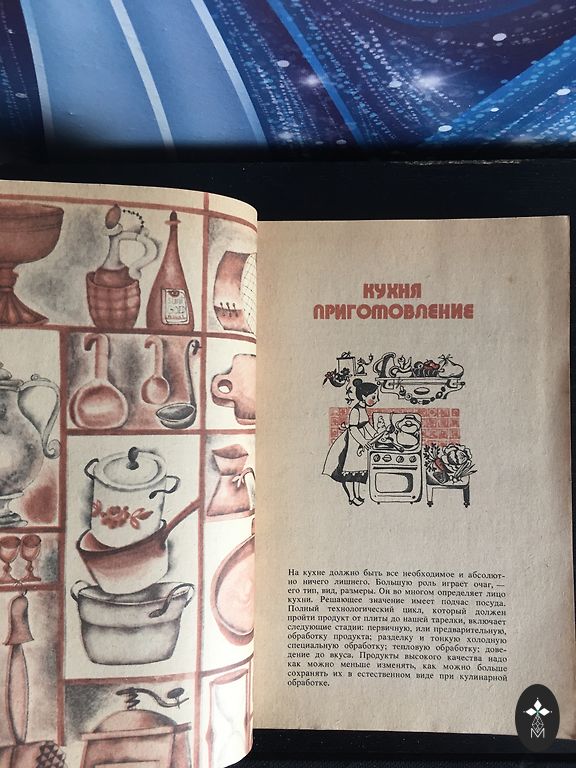 КУХНЯ
ПРИГОТОВЛЕНИЕ
На кухне должно быть все необходимое и абсолют-
но ничего лишнего. Большую роль играет очаг, —
его тип, вид, размеры. Он во многом определяет лицо
кухни. Решающее значение имеет подчас посуда.
Полный технологический цикл, который должен
пройти продукт от плиты до нашей тарелки, включает
следующие стадии: первичную, или предварительную,
обработку продукта; разделку и тонкую холодную
специальную обработку; тепловую обработку; дове-
дение до вкуса. Продукты высокого качества надо
как можно меньше изменять, как можно больше
сохранять их в естественном виде при кулинарной
обработке.